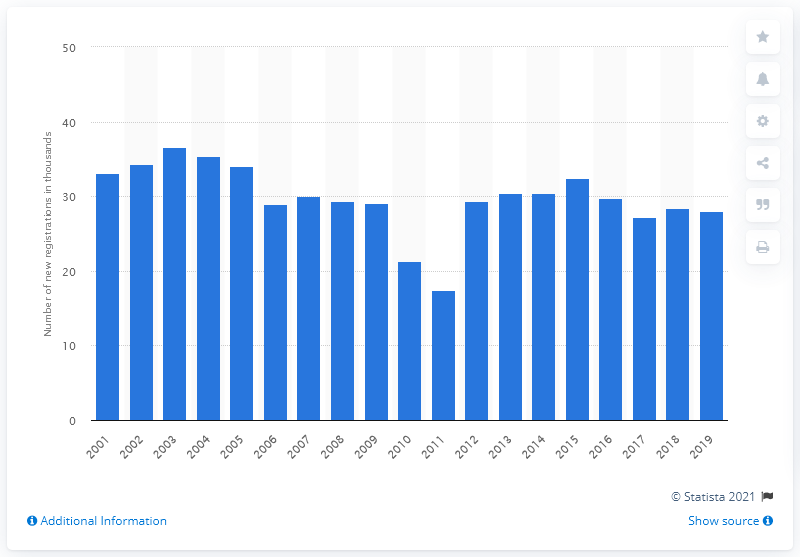 50
40
30
20
10
0
Number of new registrations in thousands
2001 2002 2003 2004 2005 2006 2007 2008 2009 2010 2011 2012 2013 2014 2015 2016 2017 2018 2019
© Statista 2021
Additional Information Show source